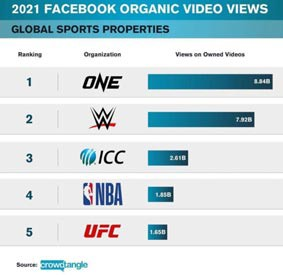 2021 FACEBOOK ORGANIC VIDEO VIEWS
GLOBAL SPORTS PROPERTIES
Ranking Organization Views on Owned Videos
1 ONE 8.84B
2 W 7.92B
3 ICC 2.61B
4 NBA 1.85B
5 UFC 1.65B
Source: crowdtangle